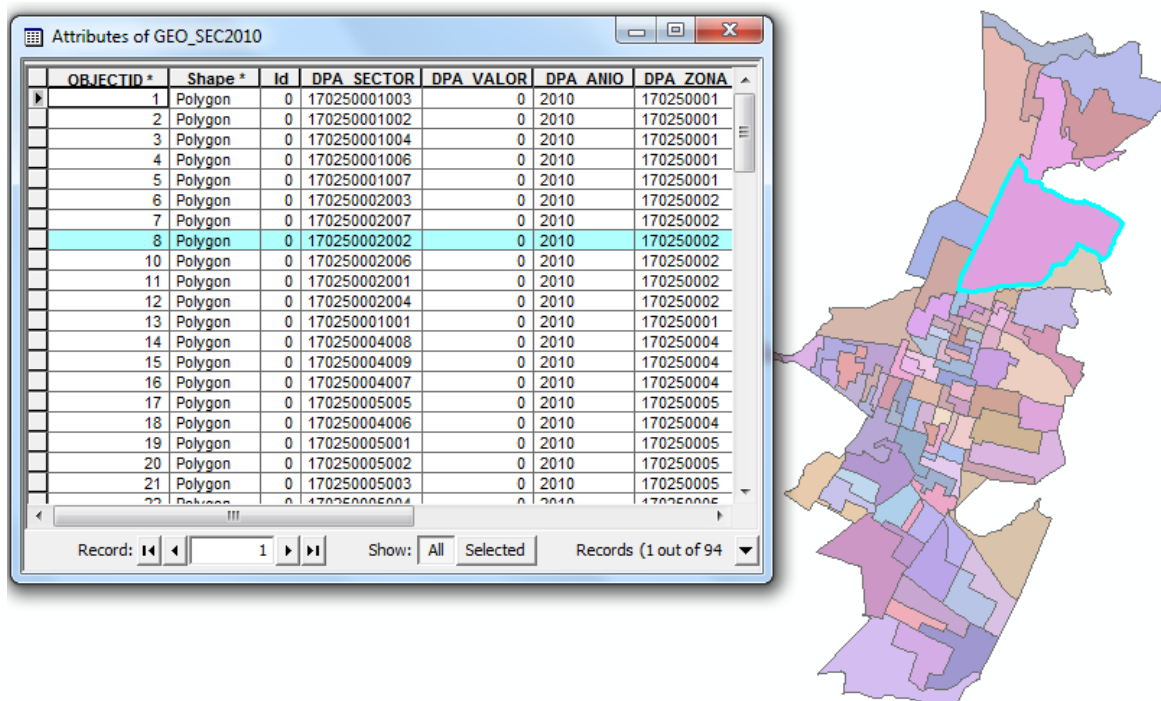 Attributes of GEO_SEC2010
OBJECTID * Shape * Id DPA_SECTOR DPA_VALOR DPA_ANIO DPA_ZONA
1 Polygon 0 170250001003 0 2010 170250001
2 Polygon 0 170250001002 0 2010 170250001
3 Polygon 0 170250001004 0 2010 170250001
4 Polygon 0 170250001006 0 2010 170250001
5 Polygon 0 170250001007 0 2010 170250001
6 Polygon 0 170250002003 0 2010 170250002
7 Polygon 0 170250002007 0 2010 170250002
8 Polygon 0 170250002002 0 2010 170250002
10 Polygon 0 170250002006 0 2010 170250002
11 Polygon 0 170250002001 0 2010 170250002
12 Polygon 0 170250002004 0 2010 170250002
13 Polygon 0 170250001001 0 2010 170250001
14 Polygon 0 170250004008 0 2010 170250004
15 Polygon 0 170250004009 0 2010 170250004
16 Polygon 0 170250004007 0 2010 170250004
17 Polygon 0 170250005005 0 2010 170250005
18 Polygon 0 170250004006 0 2010 170250004
19 Polygon 0 170250005001 0 2010 170250005
20 Polygon 0 170250005002 0 2010 170250005
21 Polygon 0 170250005003 0 2010 170250005
22 Polygon 0 170250005004 0 2010 170250005
Record: 1 Show: All Selected Records (1 out of 94